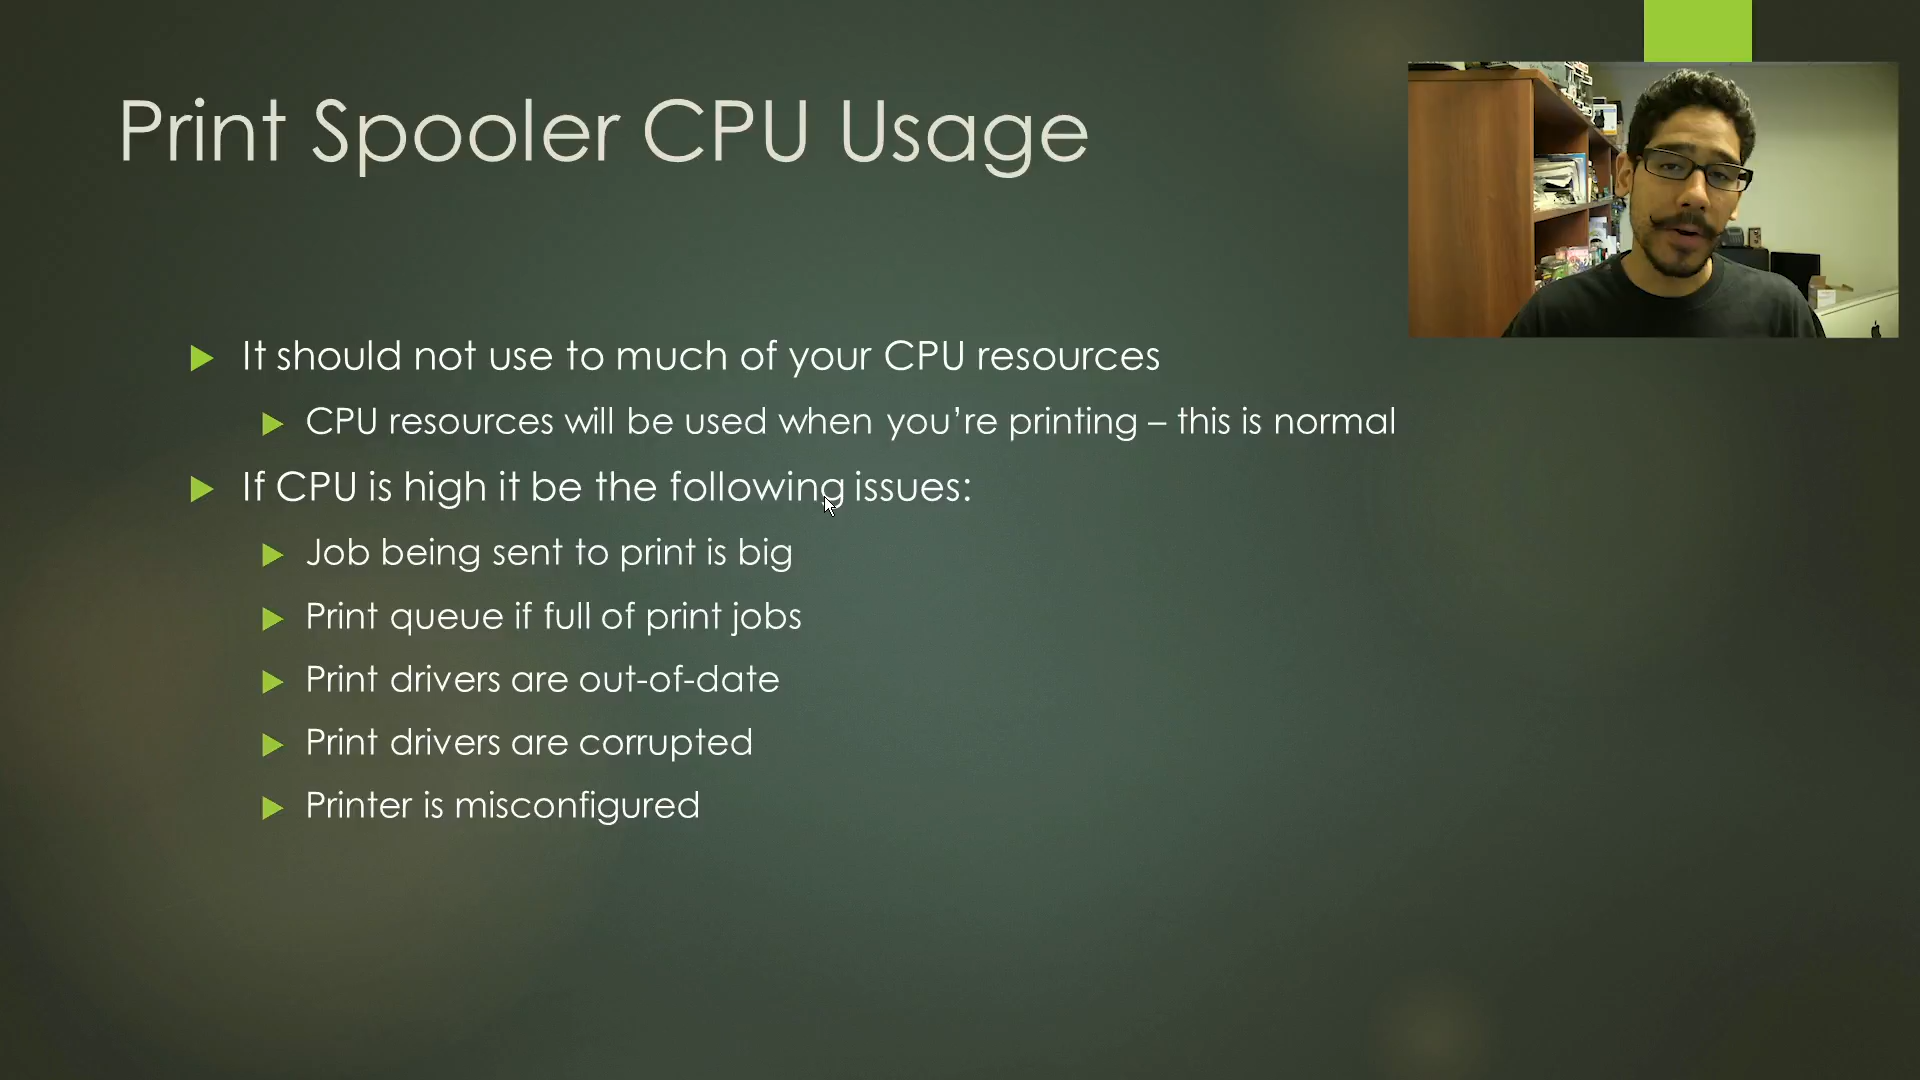 Print Spooler CPU Usage
It should not use to much of your CPU resources
CPU resources will be used when you’re printing – this is normal
If CPU is high it be the following issues:
Job being sent to print is big
Print queue if full of print jobs
Print drivers are out-of-date
Print drivers are corrupted
Printer is misconfigured